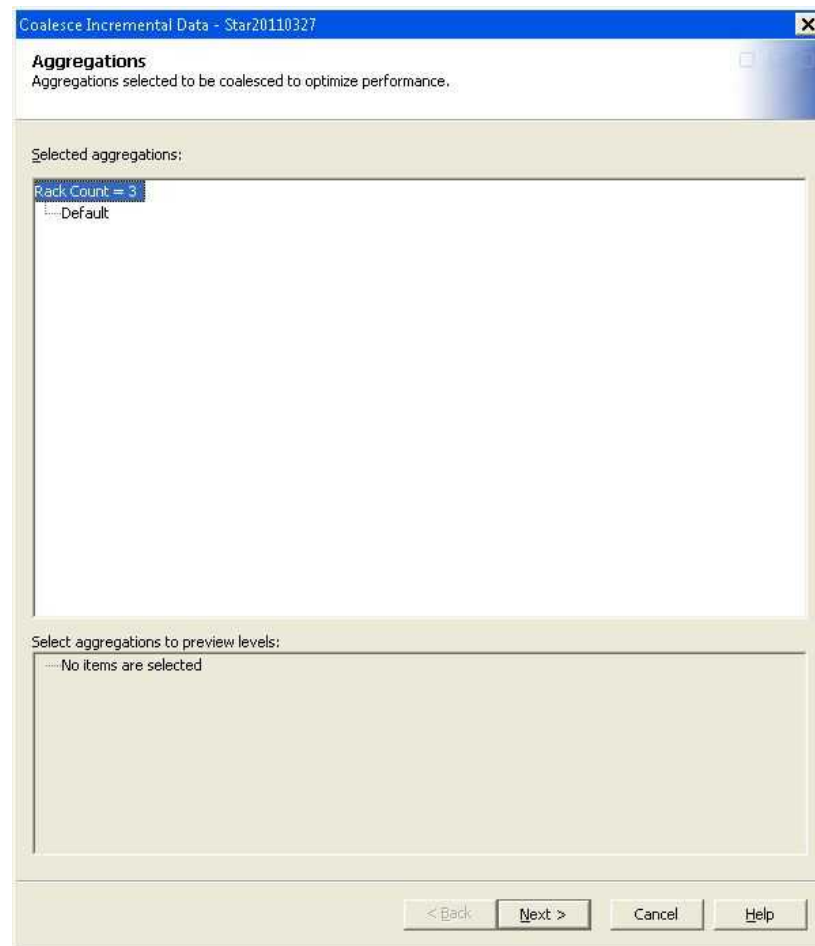 Coalesce Incremental Data - Star20110327
Aggregations
Aggregations selected to be coalesced to optimize performance.
Selected aggregations:
Rack Count = 3
Default
Select aggregations to preview levels:
No items are selected
< Back Next > Cancel Help